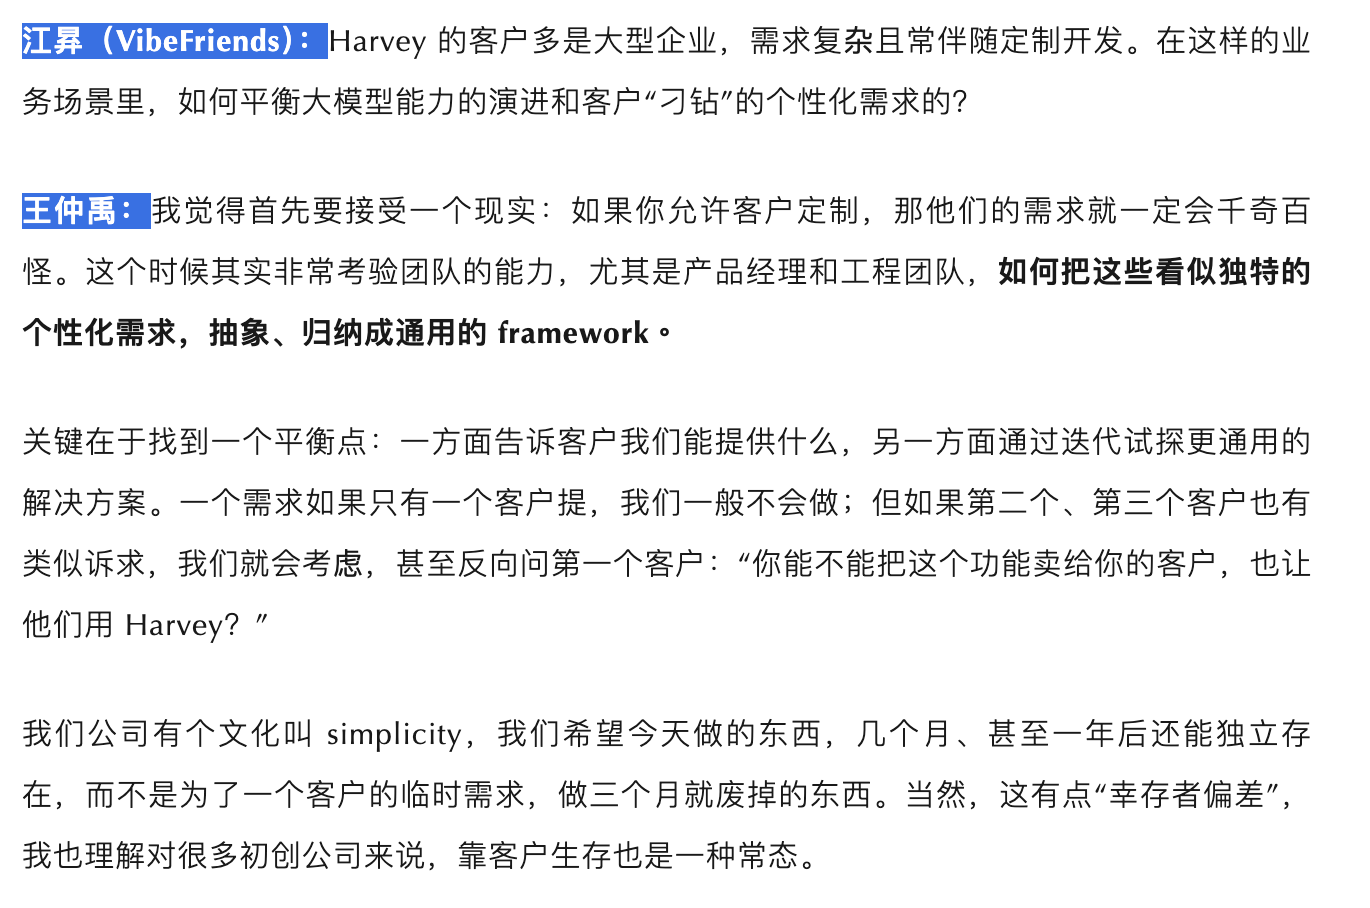 江昪（VibeFriends）：Harvey 的客户多是大型企业，需求复杂且常伴随定制开发。在这样的业
务场景里，如何平衡大模型能力的演进和客户“刁钻”的个性化需求的？
王仲禹：我觉得首先要接受一个现实：如果你允许客户定制，那他们的需求就一定会千奇百
怪。这个时候其实非常考验团队的能力，尤其是产品经理和工程团队，如何把这些看似独特的
个性化需求，抽象、归纳成通用的 framework。
关键在于找到一个平衡点：一方面告诉客户我们能提供什么，另一方面通过迭代试探更通用的
解决方案。一个需求如果只有一个客户提，我们一般不会做；但如果第二个、第三个客户也有
类似诉求，我们就会考虑，甚至反向问第一个客户：“你能不能把这个功能卖给你的客户，也让
他们用 Harvey？”
我们公司有个文化叫 simplicity，我们希望今天做的东西，几个月、甚至一年后还能独立存
在，而不是为了一个客户的临时需求，做三个月就废掉的东西。当然，这有点“幸存者偏差”，
我也理解对很多初创公司来说，靠客户生存也是一种常态。